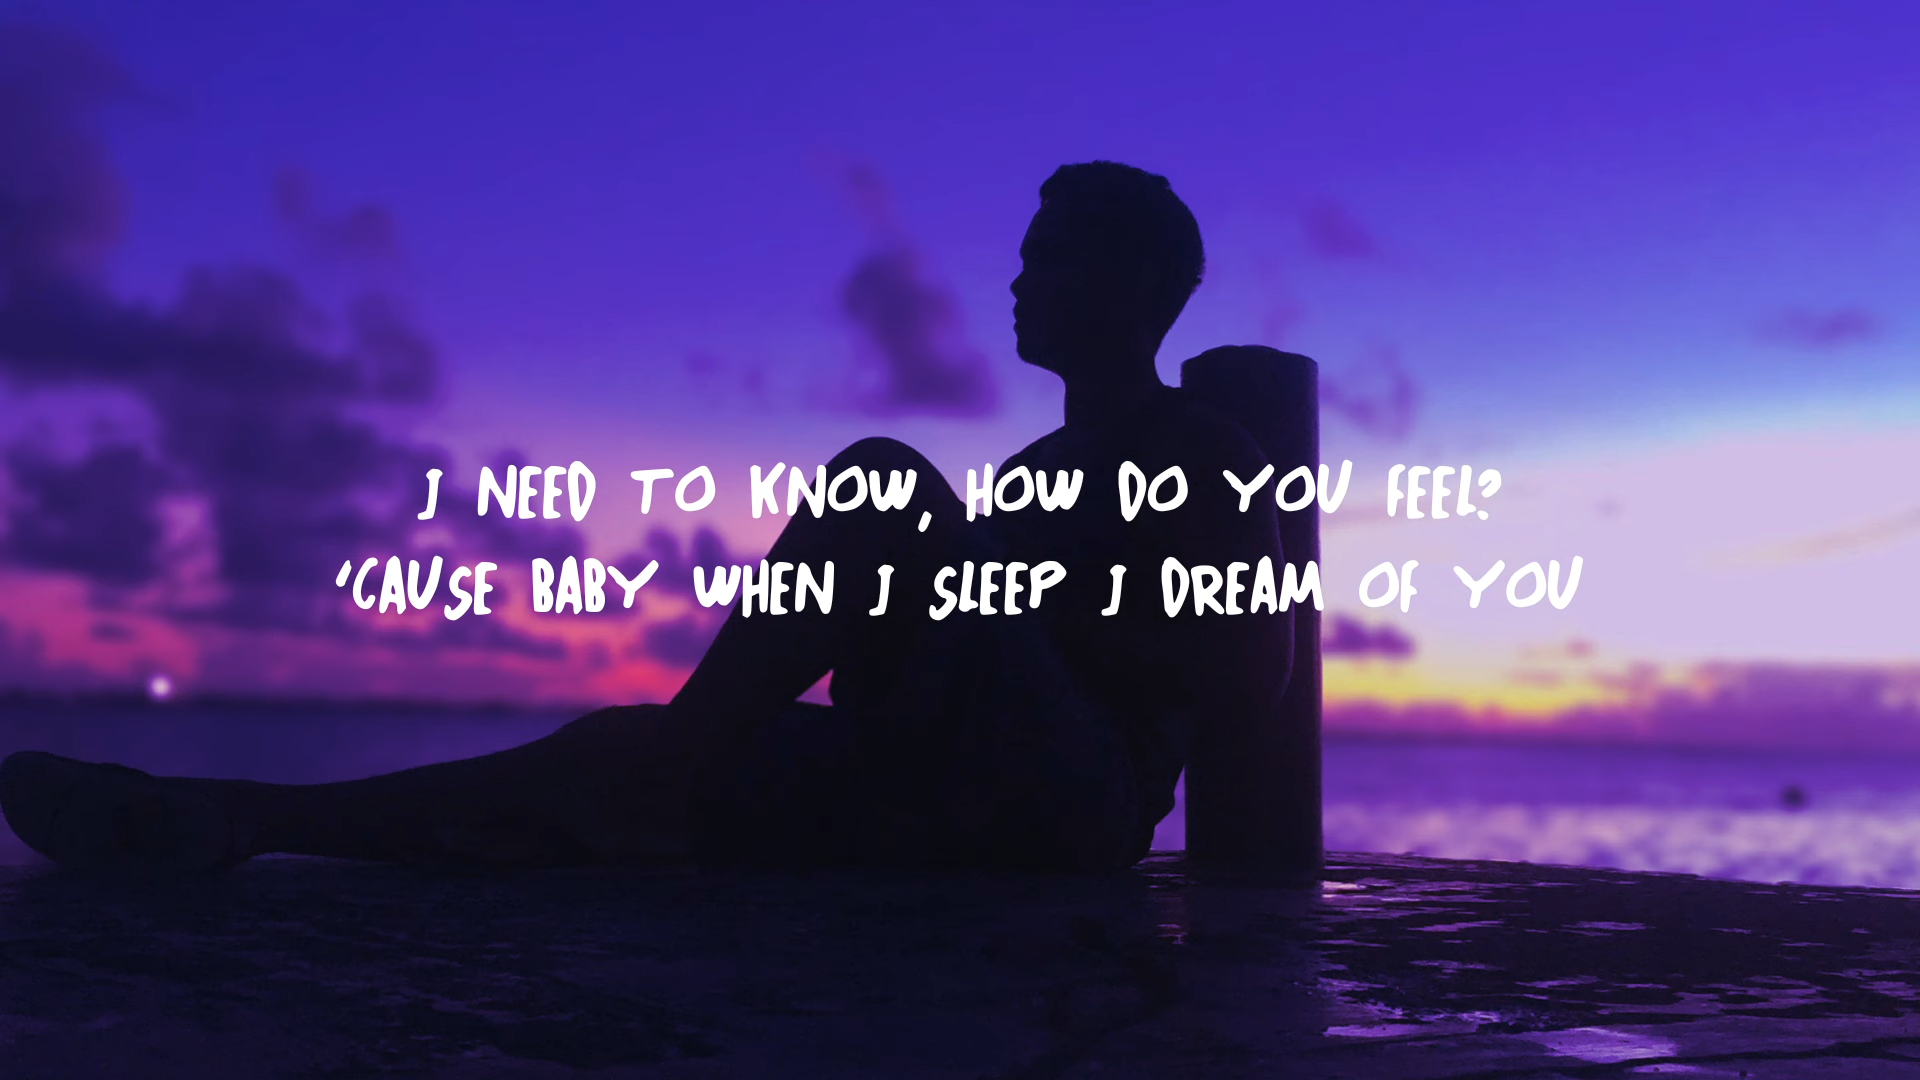 I NEED TO KNOW, HOW DO YOU FEEL?
'CAUSE BABY WHEN I SLEEP I DREAM OF YOU